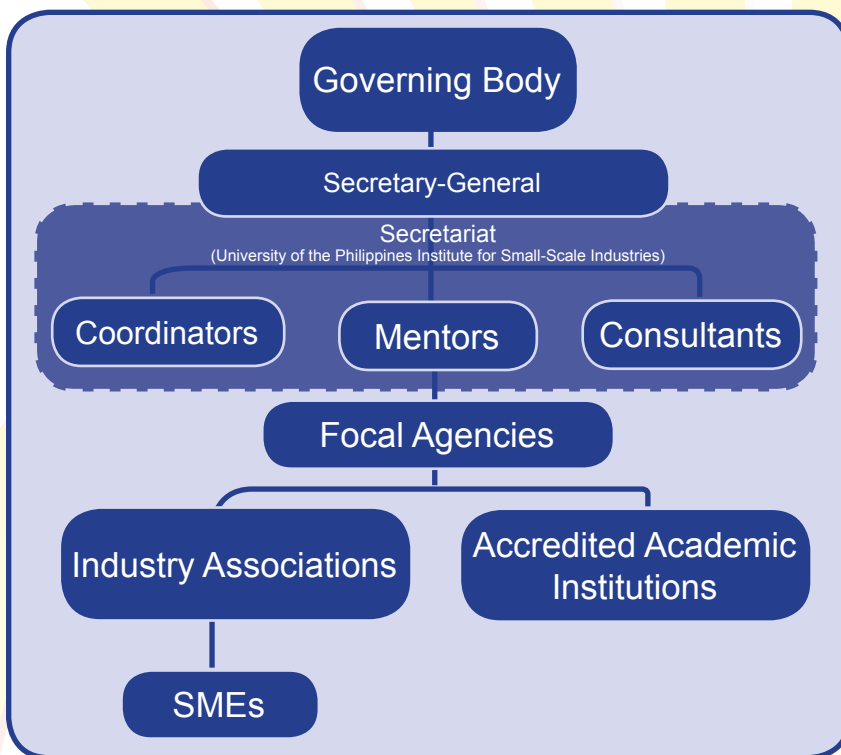 Governing Body
Secretary-General
Secretariat
(University of the Philippines Institute for Small-Scale Industries)
Coordinators
Mentors
Consultants
Focal Agencies
Industry Associations
Accredited Academic
Institutions
SMEs